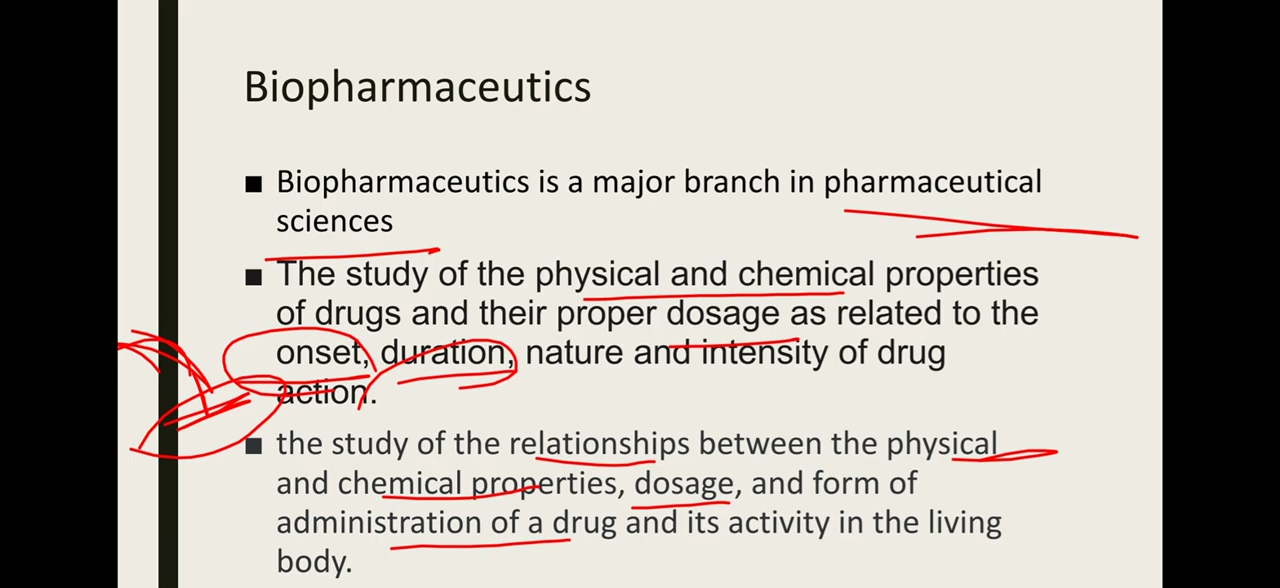 Biopharmaceutics
■ Biopharmaceutics is a major branch in pharmaceutical
sciences
■ The study of the physical and chemical properties
of drugs and their proper dosage as related to the
onset, duration, nature and intensity of drug
action.
■ the study of the relationships between the physical
and chemical properties, dosage, and form of
administration of a drug and its activity in the living
body.